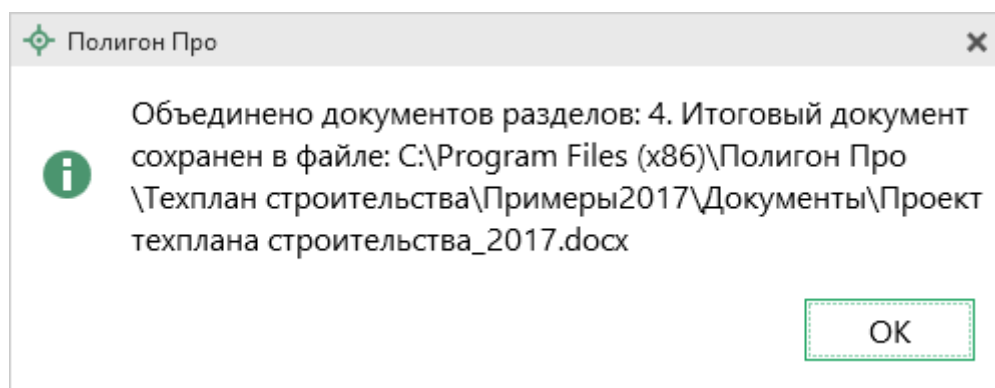 Полигон Про
Объединено документов разделов: 4. Итоговый документ
сохранен в файле: C:\Program Files (x86)\Полигон Про
\Техплан строительства\Примеры2017\Документы\Проект
техплана строительства_2017.docx
ОК